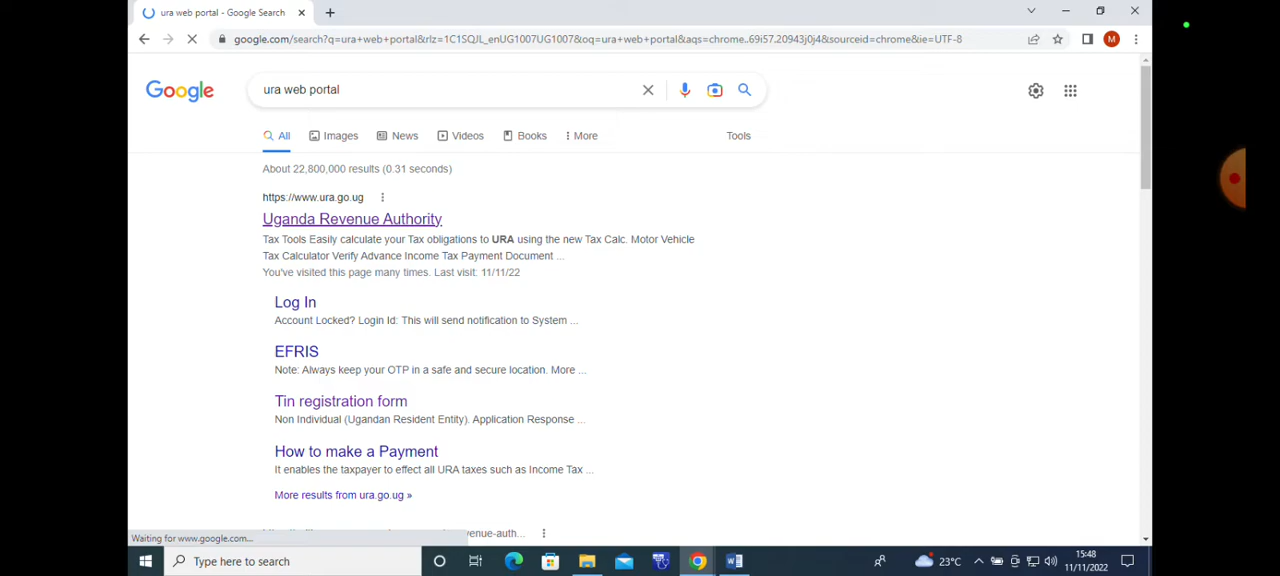 ura web portal - Google Search
google.com/search?q=ura+web+portal&rlz=1C1SQJL_enUG1007UG1007&oq=ura+web+portal&aqs=chrome..69i57.20943j0j4&sourceid=chrome&ie=UTF-8
M
Google
ura web portal
All Images News Videos Books More Tools
About 22,800,000 results (0.31 seconds)
https://www.ura.go.ug
Uganda Revenue Authority
Tax Tools Easily calculate your Tax obligations to URA using the new Tax Calc. Motor Vehicle
Tax Calculator Verify Advance Income Tax Payment Document ...
You've visited this page many times. Last visit: 11/11/22
Log In
Account Locked? Login Id: This will send notification to System ...
EFRIS
Note: Always keep your OTP in a safe and secure location. More ...
Tin registration form
Non Individual (Ugandan Resident Entity). Application Response ...
How to make a Payment
It enables the taxpayer to effect all URA taxes such as Income Tax ...
More results from ura.go.ug »
Waiting for www.google.com...
Type here to search
23°C
15:48
11/11/2022